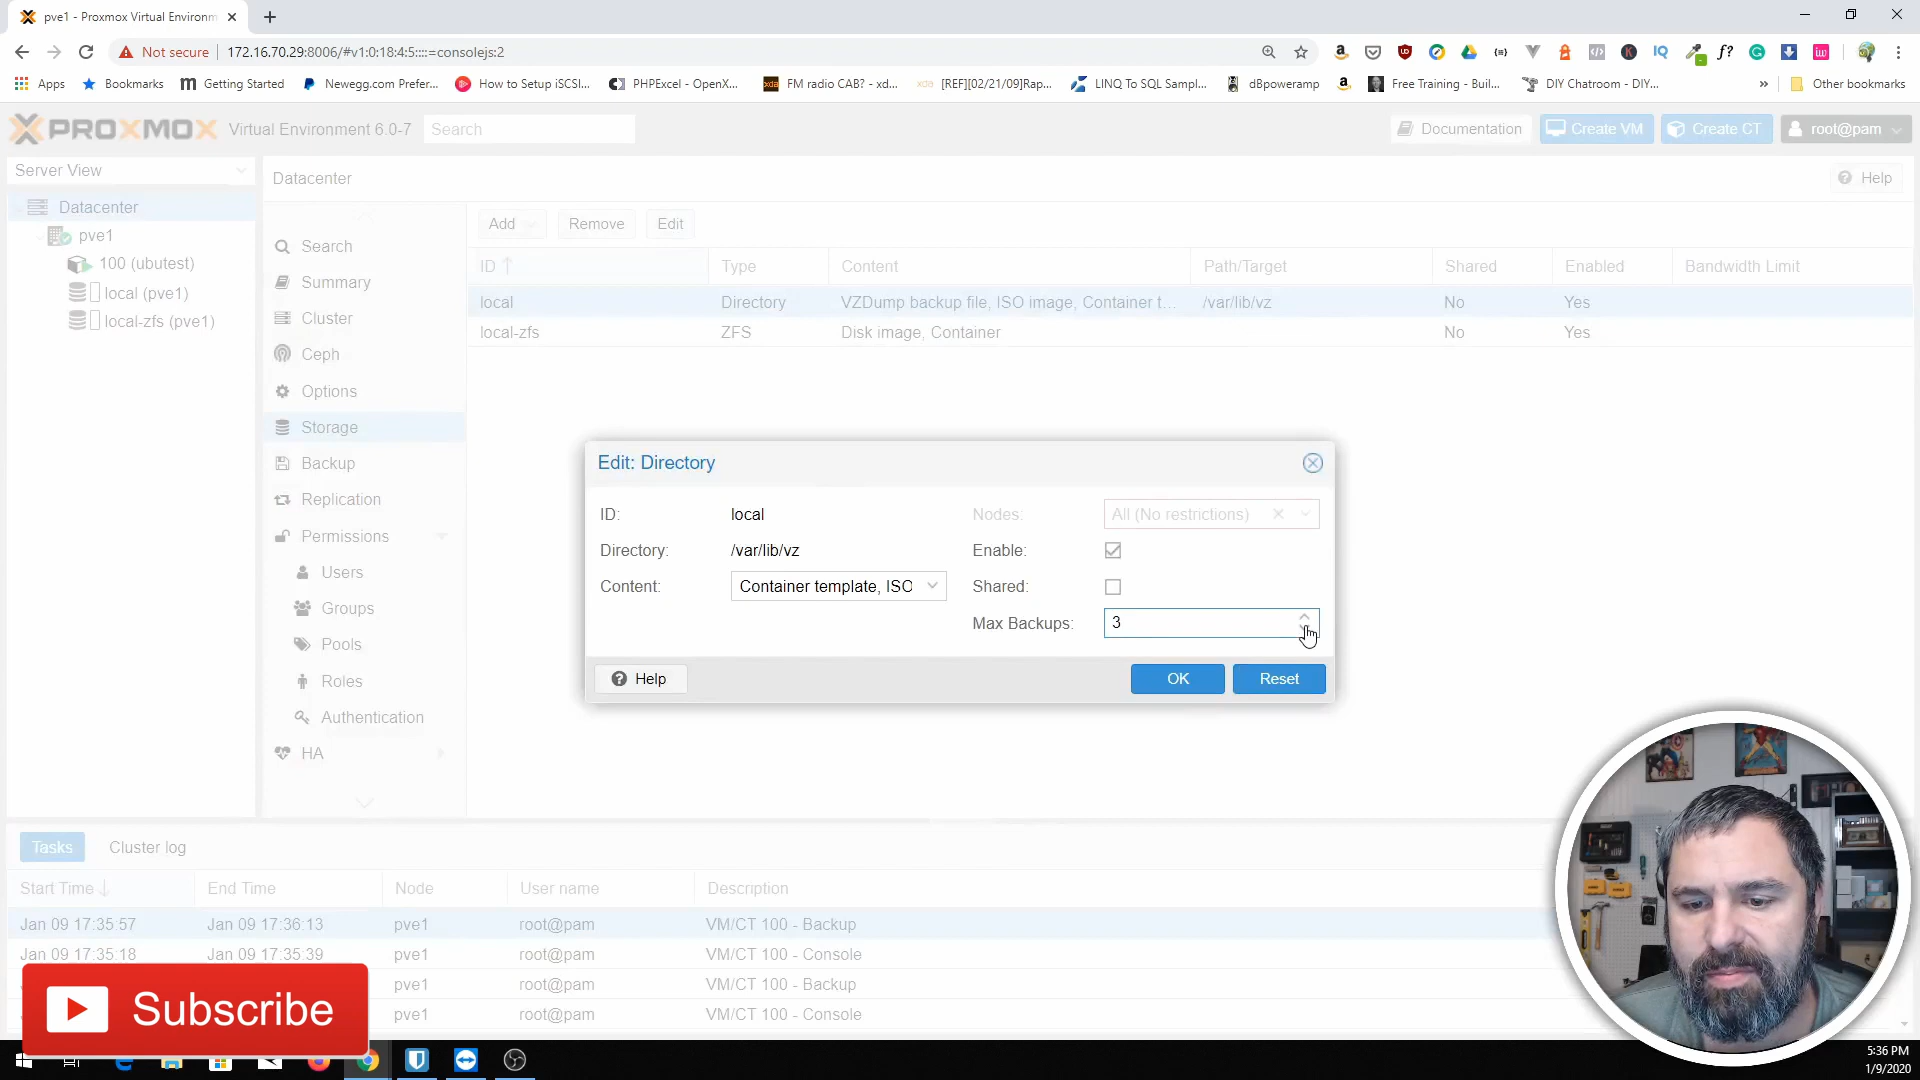 pve1 - Proxmox Virtual Environm
Not secure | 172.16.70.29:8006/#v1:0:18:4:5::::=consolejs:2
Apps Bookmarks Getting Started Newegg.com Prefer... How to Setup iSCSI... PHPExcel - OpenX... FM radio CAB? - xd... [REF][02/21/09]Rap... LINQ To SQL Sampl... dBpoweramp Free Training - Buil... DIY Chatroom - DIY... » Other bookmarks
PROXMOX Virtual Environment 6.0-7 Search Documentation Create VM Create CT root@pam
Server View
Datacenter
pve1
100 (ubutest)
local (pve1)
local-zfs (pve1)
Datacenter Help
Search
Summary
Cluster
Ceph
Options
Storage
Backup
Replication
Permissions
Users
Groups
Pools
Roles
Authentication
HA
Add Remove Edit
ID Type Content Path/Target Shared Enabled Bandwidth Limit
local Directory VZDump backup file, ISO image, Container t... /var/lib/vz No Yes
local-zfs ZFS Disk image, Container No Yes
Edit: Directory
ID: local Nodes: All (No restrictions)
Directory: /var/lib/vz Enable:
Content: Container template, ISO Shared:
Max Backups: 3
Help OK Reset
Tasks Cluster log
Start Time End Time Node User name Description
Jan 09 17:35:57 Jan 09 17:36:13 pve1 root@pam VM/CT 100 - Backup
Jan 09 17:35:18 Jan 09 17:35:39 pve1 root@pam VM/CT 100 - Console
pve1 root@pam VM/CT 100 - Backup
pve1 root@pam VM/CT 100 - Console
Subscribe
5:36 PM
1/9/2020